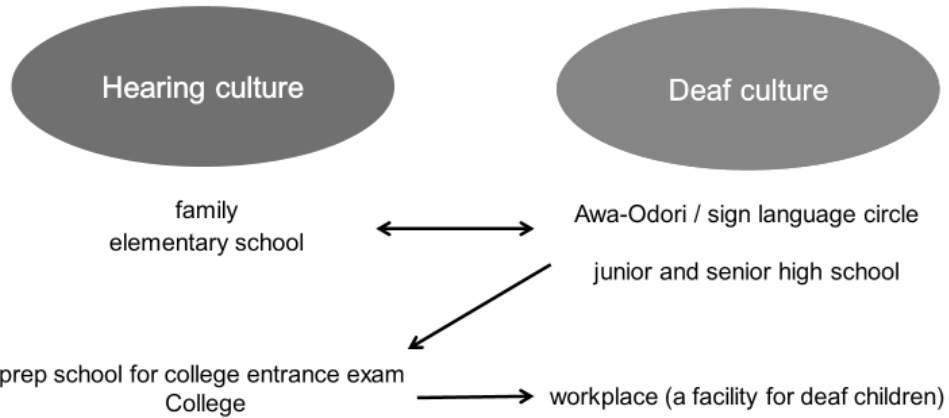 Hearing culture
Deaf culture
family
elementary school
Awa-Odori / sign language circle
junior and senior high school
prep school for college entrance exam
College
workplace (a facility for deaf children)